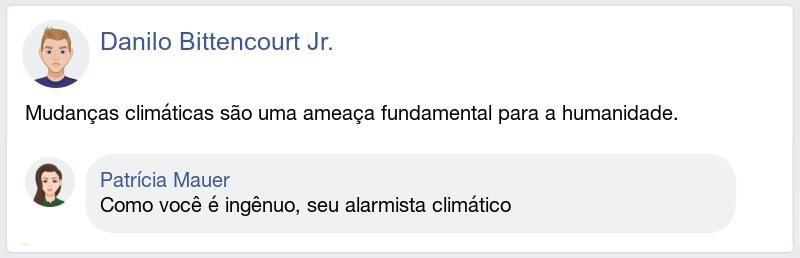 Danilo Bittencourt Jr.
Mudanças climáticas são uma ameaça fundamental para a humanidade.
Patrícia Mauer
Como você é ingênuo, seu alarmista climático